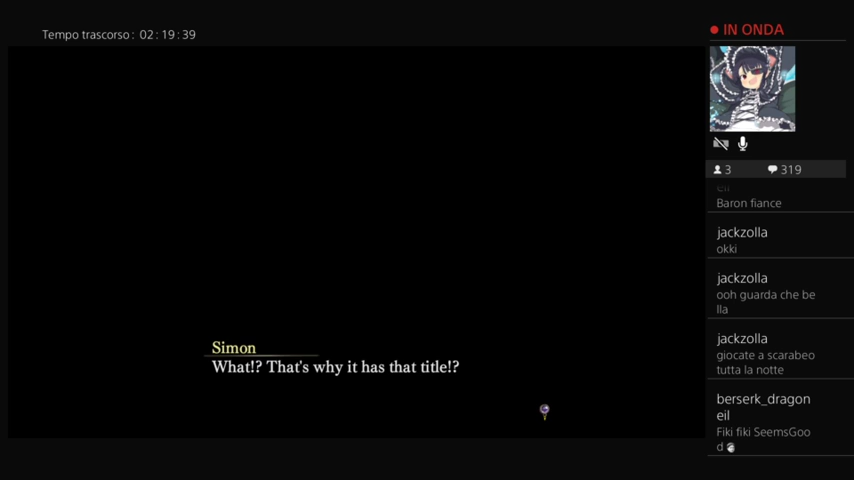 Tempo trascorso: 02:19:39
IN ONDA
3 319
Baron fiance
jackzolla
okki
jackzolla
ooh guarda che be
lla
jackzolla
giocate a scarabeo
tutta la notte
berserk_dragon
eil
Fiki fiki SeemsGoo
d
Simon
What!? That's why it has that title!?